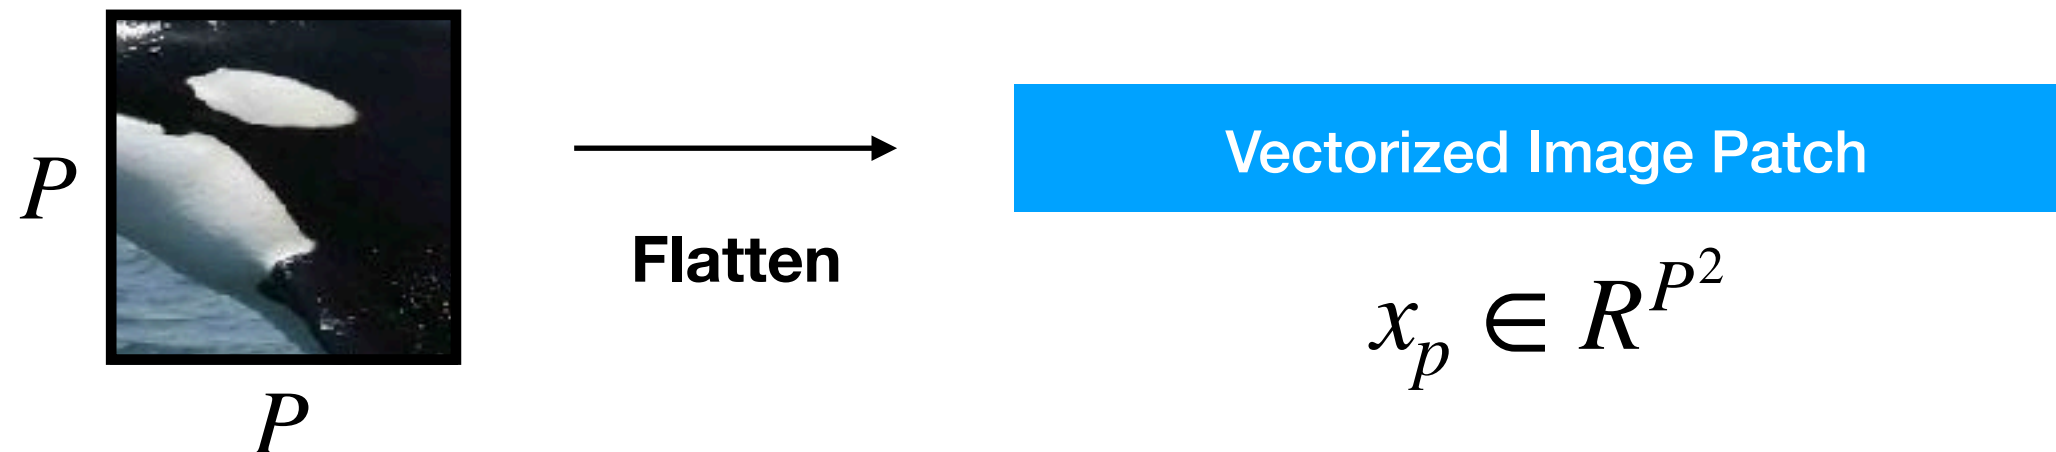 P
P
Flatten
Vectorized Image Patch
x_p ∈ R^{P^2}